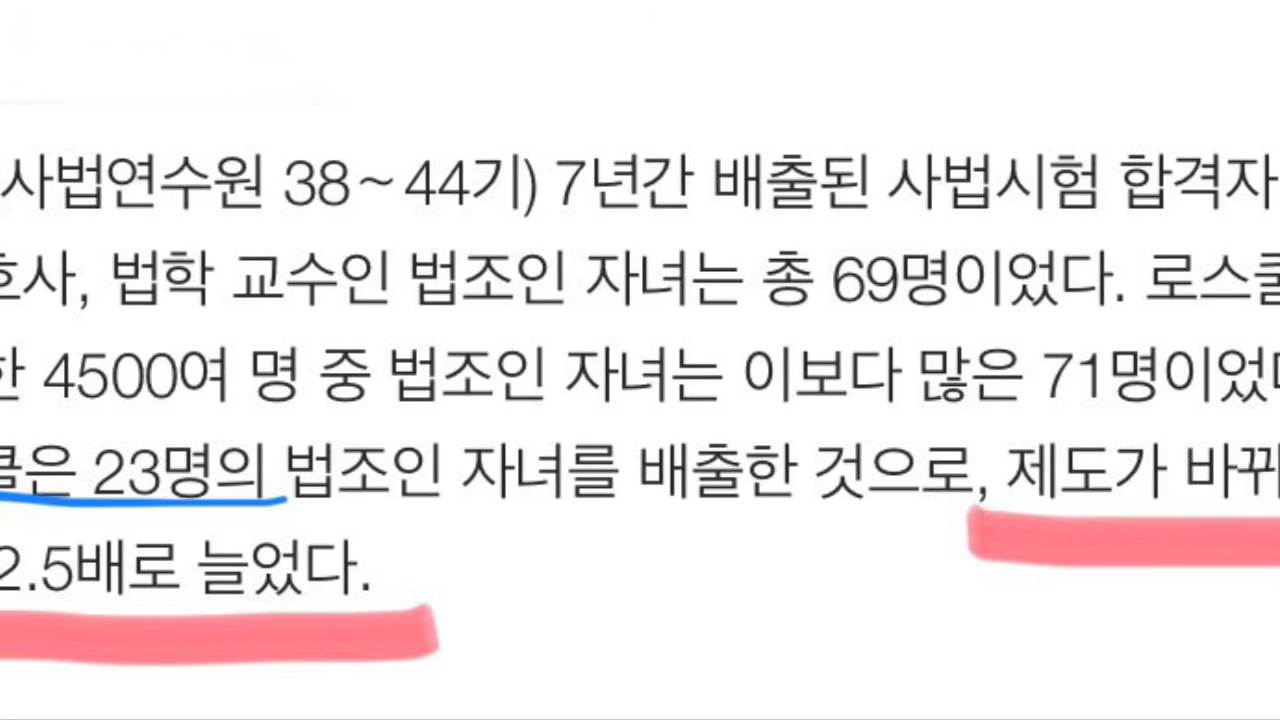 사법연수원 38~44기) 7년간 배출된 사법시험 합격자
호사, 법학 교수인 법조인 자녀는 총 69명이었다. 로스쿨
한 4500여 명 중 법조인 자녀는 이보다 많은 71명이었다
쿨은 23명의 법조인 자녀를 배출한 것으로, 제도가 바뀌
2.5배로 늘었다.